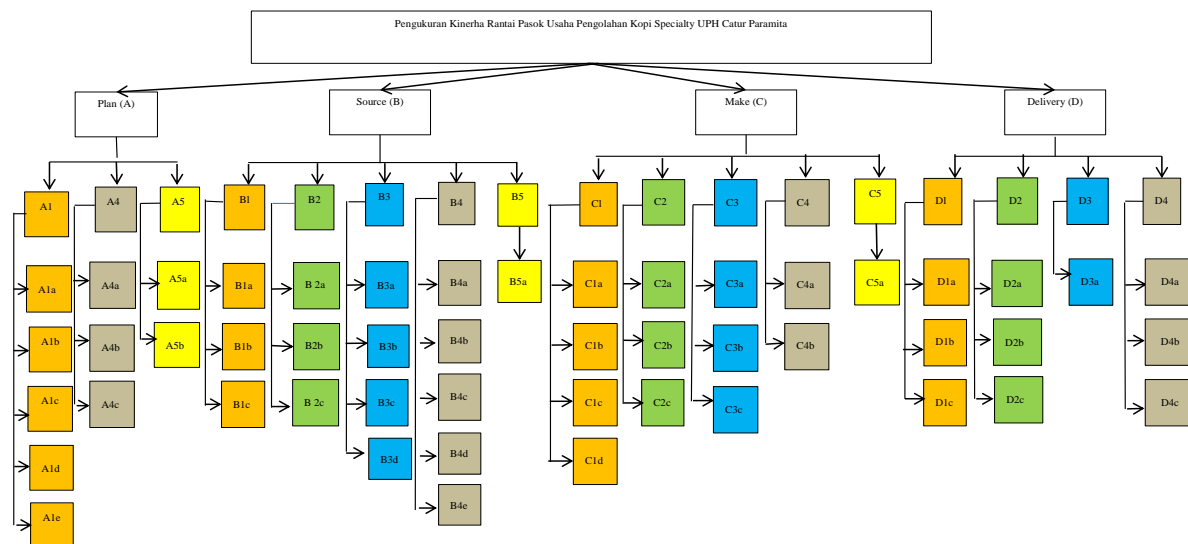 Pengukuran Kinerha Rantai Pasok Usaha Pengolahan Kopi Specialty UPH Catur Paramita
Plan (A)
Source (B)
Make (C)
Delivery (D)
A1
A4
A5
B1
B2
B3
B4
B5
C1
C2
C3
C4
C5
D1
D2
D3
D4
A1a
A4a
A5a
B1a
B 2a
B3a
B4a
B5a
C1a
C2a
C3a
C4a
C5a
D1a
D2a
D3a
D4a
A1b
A4b
A5b
B1b
B2b
B3b
B4b
C1b
C2b
C3b
C4b
D1b
D2b
D4b
A1c
A4c
B1c
B 2c
B3c
B4c
C1c
C2c
C3c
D1c
D2c
D4c
A1d
B3d
B4d
C1d
A1e
B4e